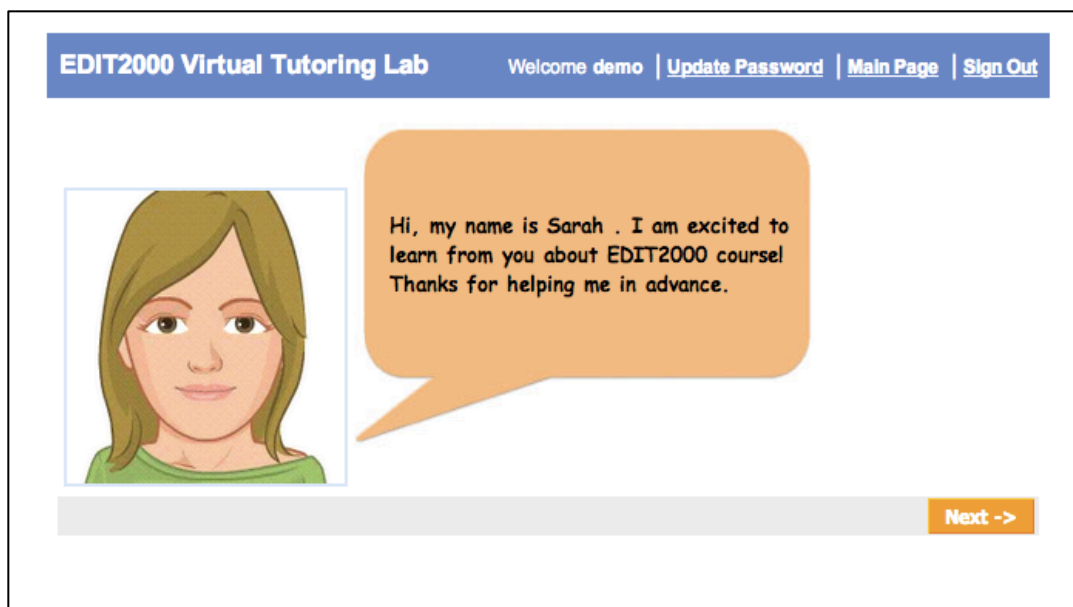 EDIT2000 Virtual Tutoring Lab Welcome demo | Update Password | Main Page | Sign Out
Hi, my name is Sarah . I am excited to
learn from you about EDIT2000 course!
Thanks for helping me in advance.
Next ->